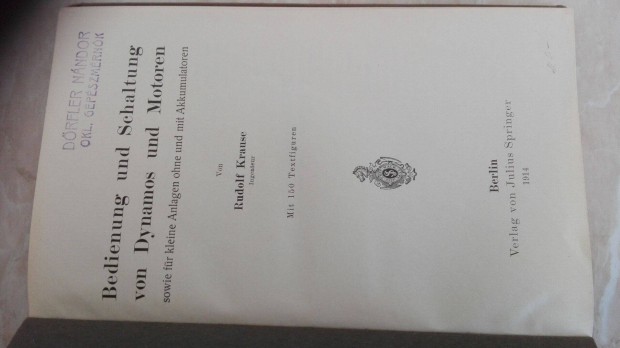 DÖRFLER NÁNDOR
OKL. GÉPÉSZMÉRNÖK
Bedienung und Schaltung
von Dynamos und Motoren
sowie für kleine Anlagen ohne und mit Akkumulatoren
Von
Rudolf Krause
Ingenieur
Mit 150 Textfiguren
Berlin
Verlag von Julius Springer
1914